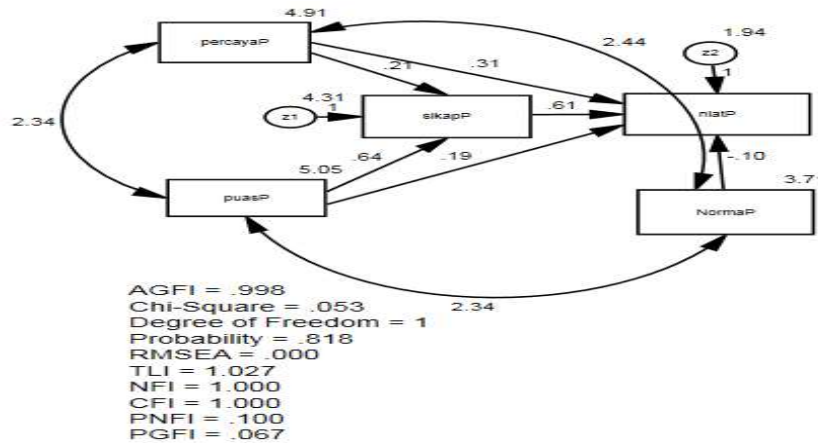 4.91
percayaP
2.44
1.94
z2
.21
.31
1
4.31
z1
1
sikapP
.61
niatP
2.34
5.05
.64
.19
-.10
puasP
3.7
NormaP
2.34
AGFI = .998
Chi-Square = .053
Degree of Freedom = 1
Probability = .818
RMSEA = .000
TLI = 1.027
NFI = 1.000
CFI = 1.000
PNFI = .100
PGFI = .067